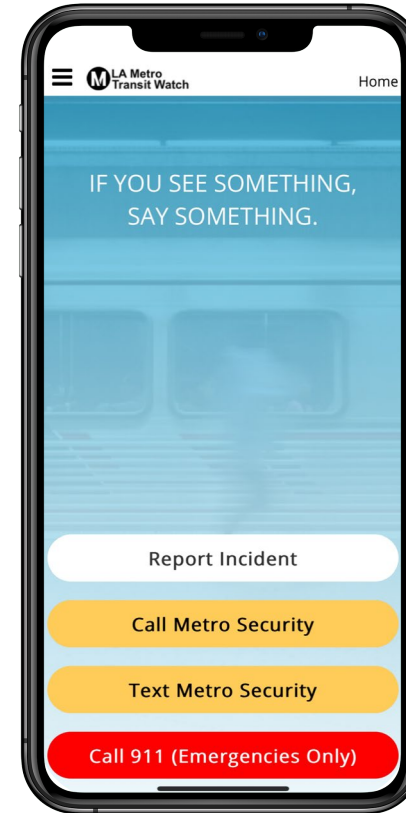 LA Metro
Transit Watch
Home
IF YOU SEE SOMETHING,
SAY SOMETHING.
Report Incident
Call Metro Security
Text Metro Security
Call 911 (Emergencies Only)